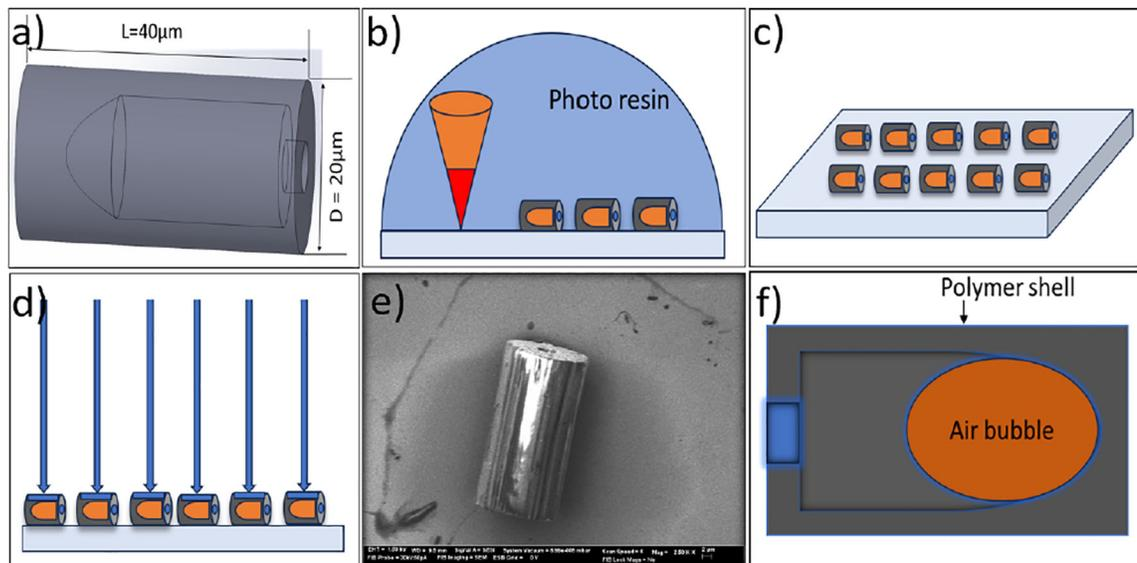 a)
L=40μm
D = 20μm
b)
Photo resin
c)
d)
e)
f)
Polymer shell
Air bubble